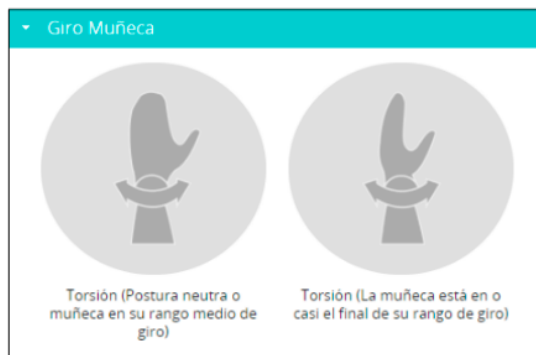 Giro Muñeca
Torsión (Postura neutra o
muñeca en su rango medio de
giro)
Torsión (La muñeca está en o
casi el final de su rango de giro)